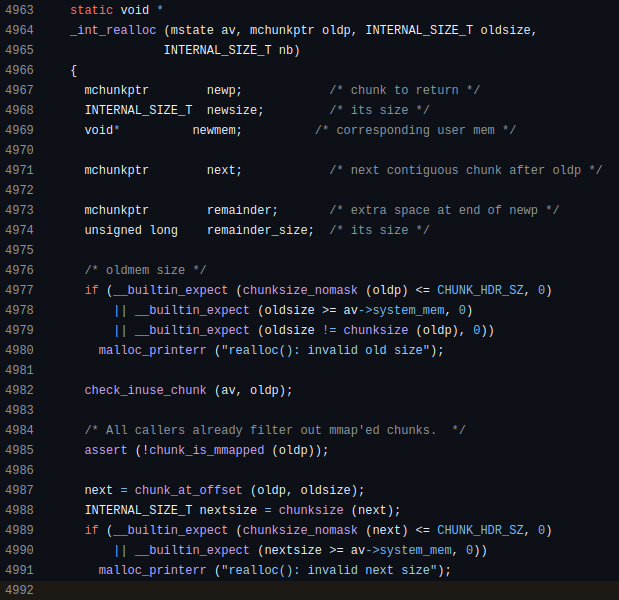 4963 static void *
4964 _int_realloc (mstate av, mchunkptr oldp, INTERNAL_SIZE_T oldsize,
4965              INTERNAL_SIZE_T nb)
4966 {
4967   mchunkptr        newp;            /* chunk to return */
4968   INTERNAL_SIZE_T  newsize;         /* its size */
4969   void*          newmem;          /* corresponding user mem */
4970
4971   mchunkptr        next;            /* next contiguous chunk after oldp */
4972
4973   mchunkptr        remainder;       /* extra space at end of newp */
4974   unsigned long    remainder_size;  /* its size */
4975
4976   /* oldmem size */
4977   if (__builtin_expect (chunksize_nomask (oldp) <= CHUNK_HDR_SZ, 0)
4978       || __builtin_expect (oldsize >= av->system_mem, 0)
4979       || __builtin_expect (oldsize != chunksize (oldp), 0))
4980     malloc_printerr ("realloc(): invalid old size");
4981
4982   check_inuse_chunk (av, oldp);
4983
4984   /* All callers already filter out mmap'ed chunks.  */
4985   assert (!chunk_is_mmapped (oldp));
4986
4987   next = chunk_at_offset (oldp, oldsize);
4988   INTERNAL_SIZE_T nextsize = chunksize (next);
4989   if (__builtin_expect (chunksize_nomask (next) <= CHUNK_HDR_SZ, 0)
4990       || __builtin_expect (nextsize >= av->system_mem, 0))
4991     malloc_printerr ("realloc(): invalid next size");
4992